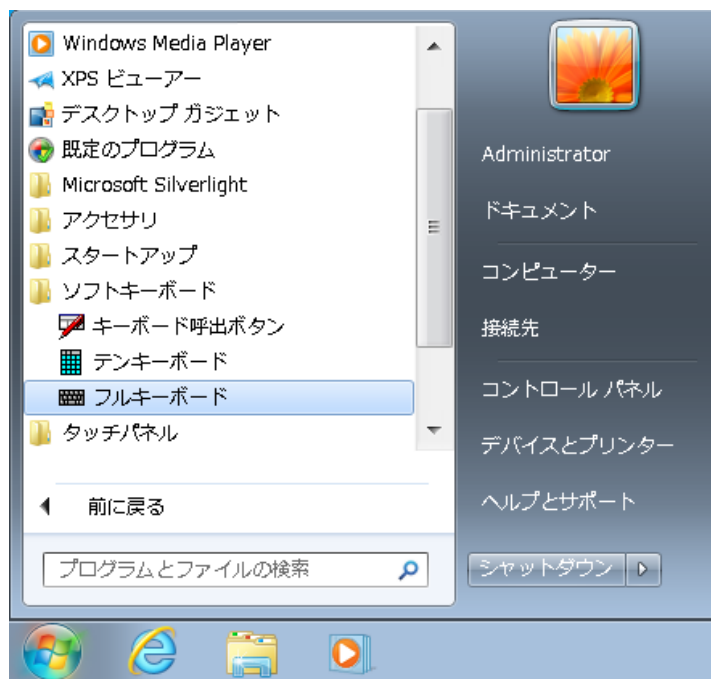 Windows Media Player
XPS ビューアー
デスクトップ ガジェット
既定のプログラム
Microsoft Silverlight
アクセサリ
スタートアップ
ソフトキーボード
キーボード呼出ボタン
テンキーボード
フルキーボード
タッチパネル
前に戻る
プログラムとファイルの検索
Administrator
ドキュメント
コンピューター
接続先
コントロール パネル
デバイスとプリンター
ヘルプとサポート
シャットダウン